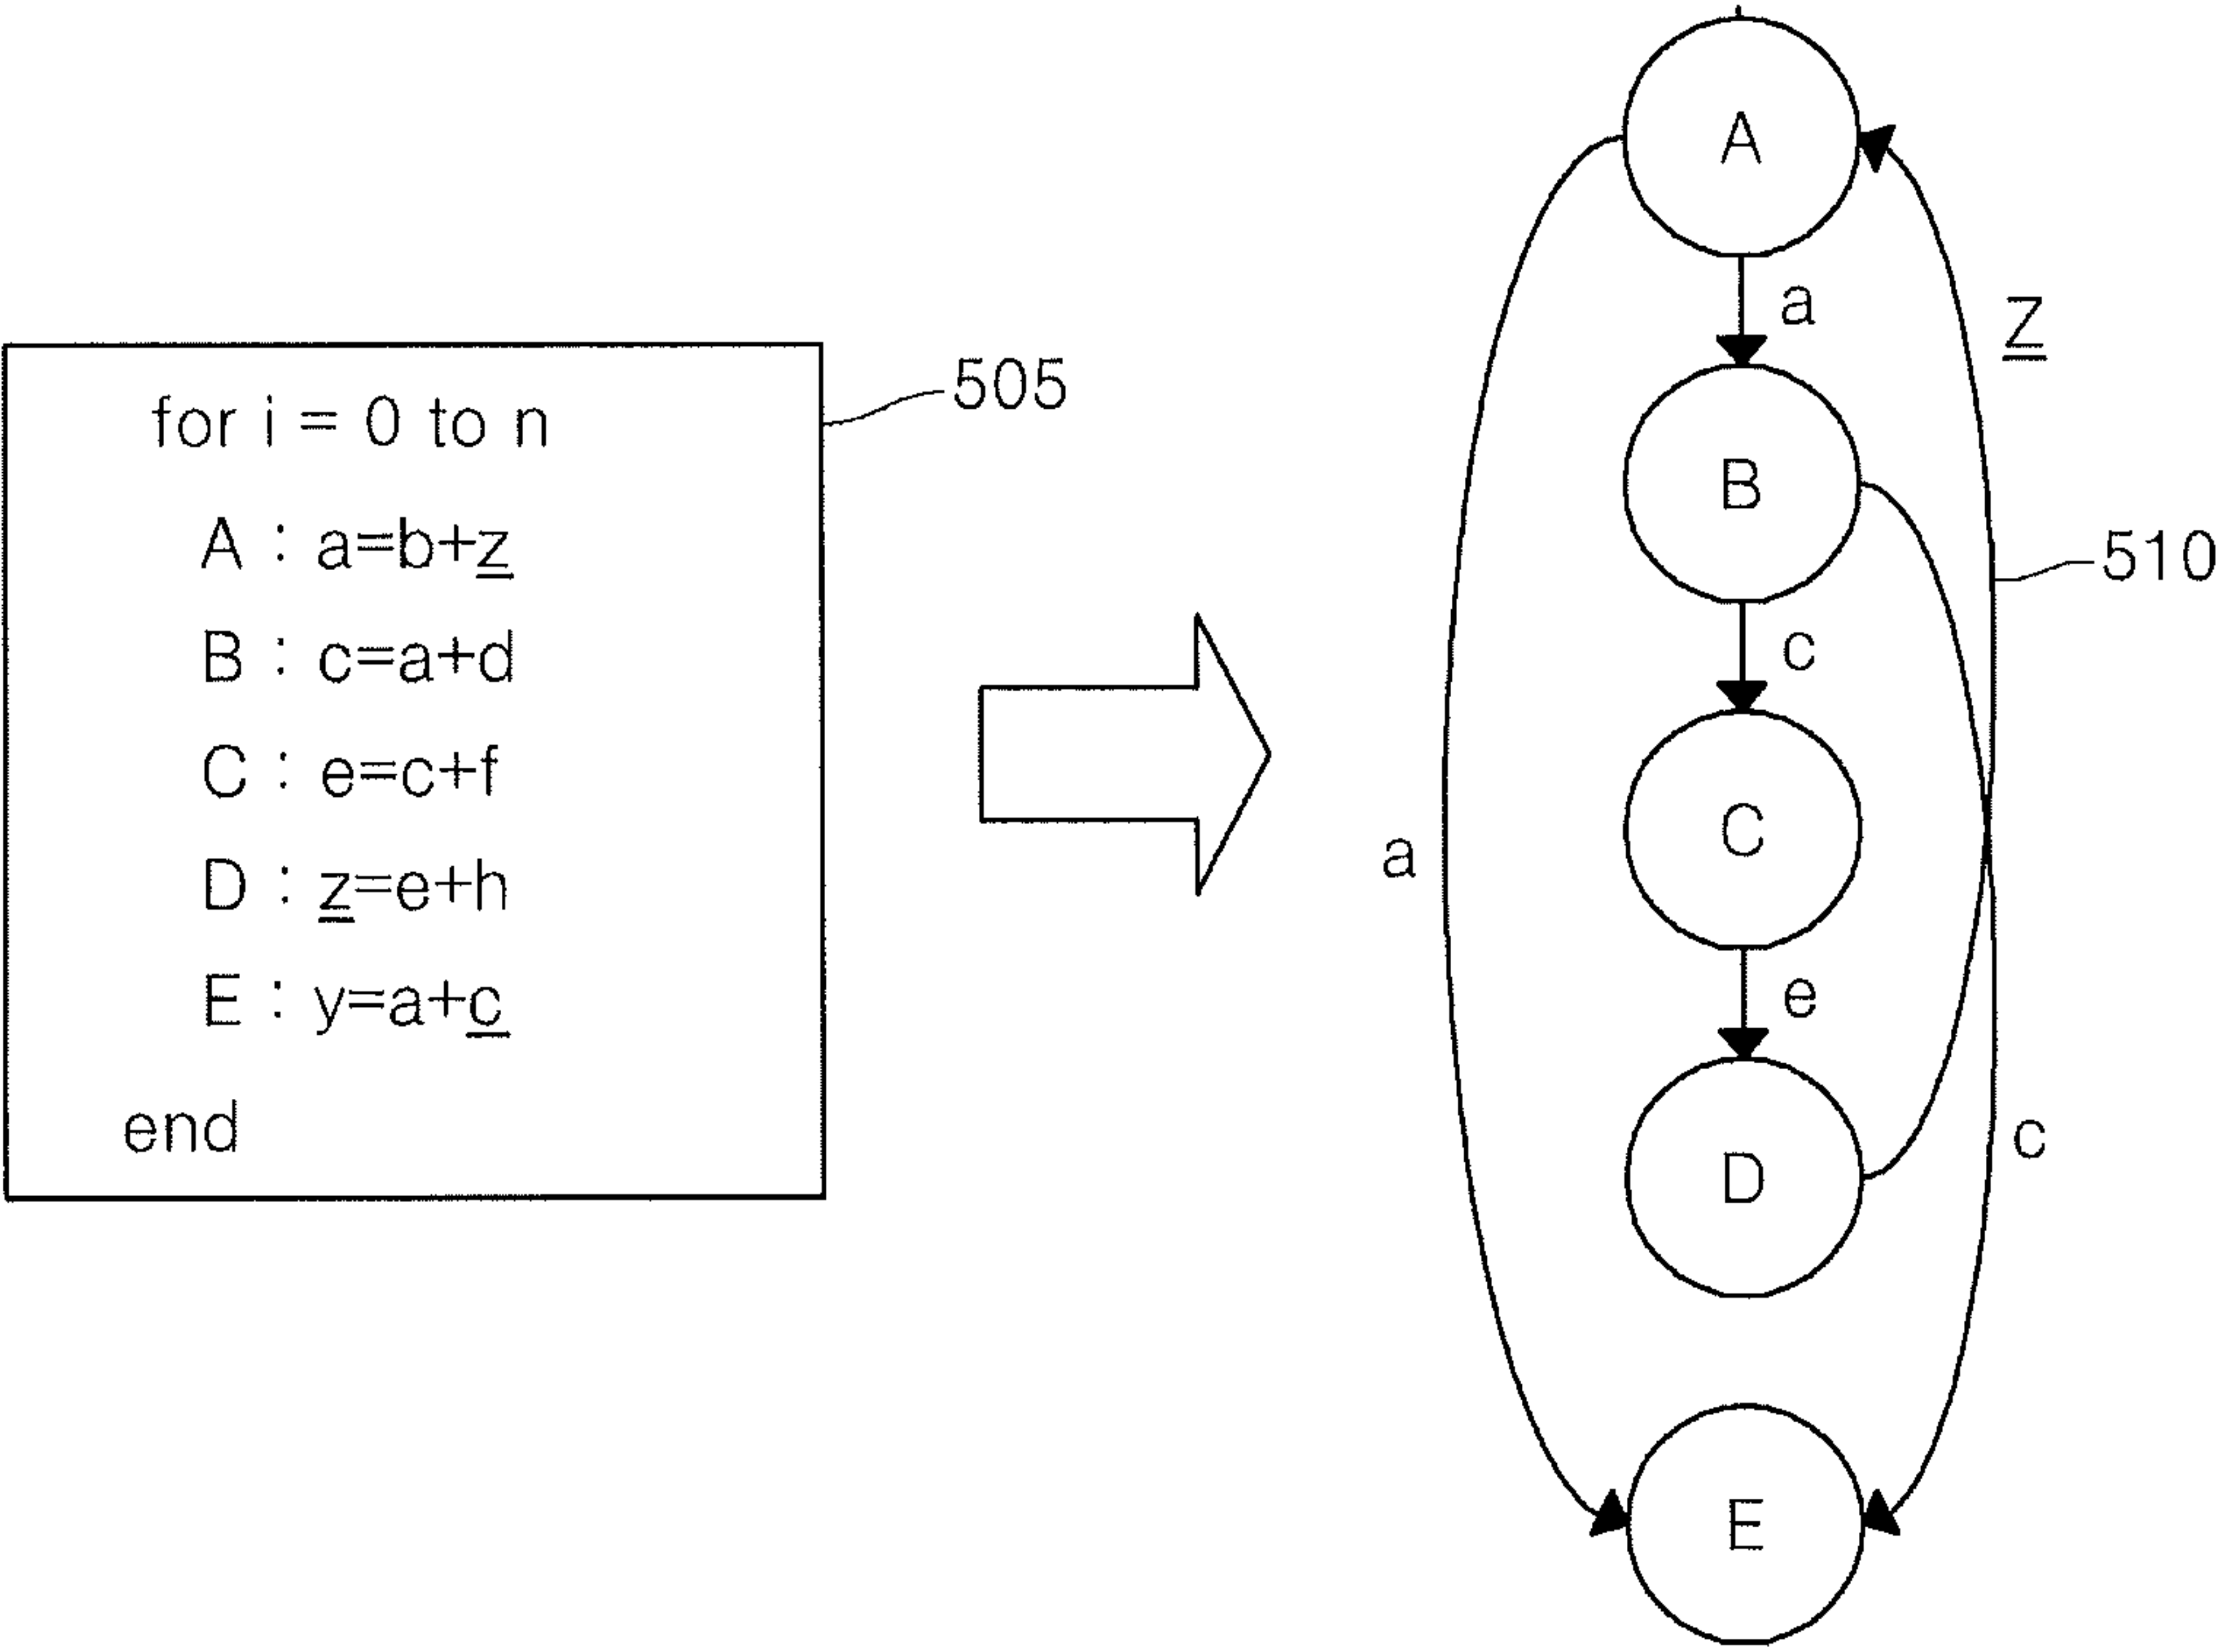 for i = 0 to n
A : a=b+z
B : c=a+d
C : e=c+f
D : z=e+h
E : y=a+c
end
505
A
a
Z
B
510
c
C
a
e
D
c
E